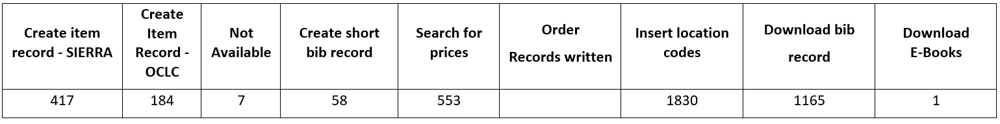 Create item
record - SIERRA
Create
Item
Record -
OCLC
Not
Available
Create short
bib record
Search for
prices
Order
Records written
Insert location
codes
Download bib
record
Download
E-Books
417
184
7
58
553
1830
1165
1